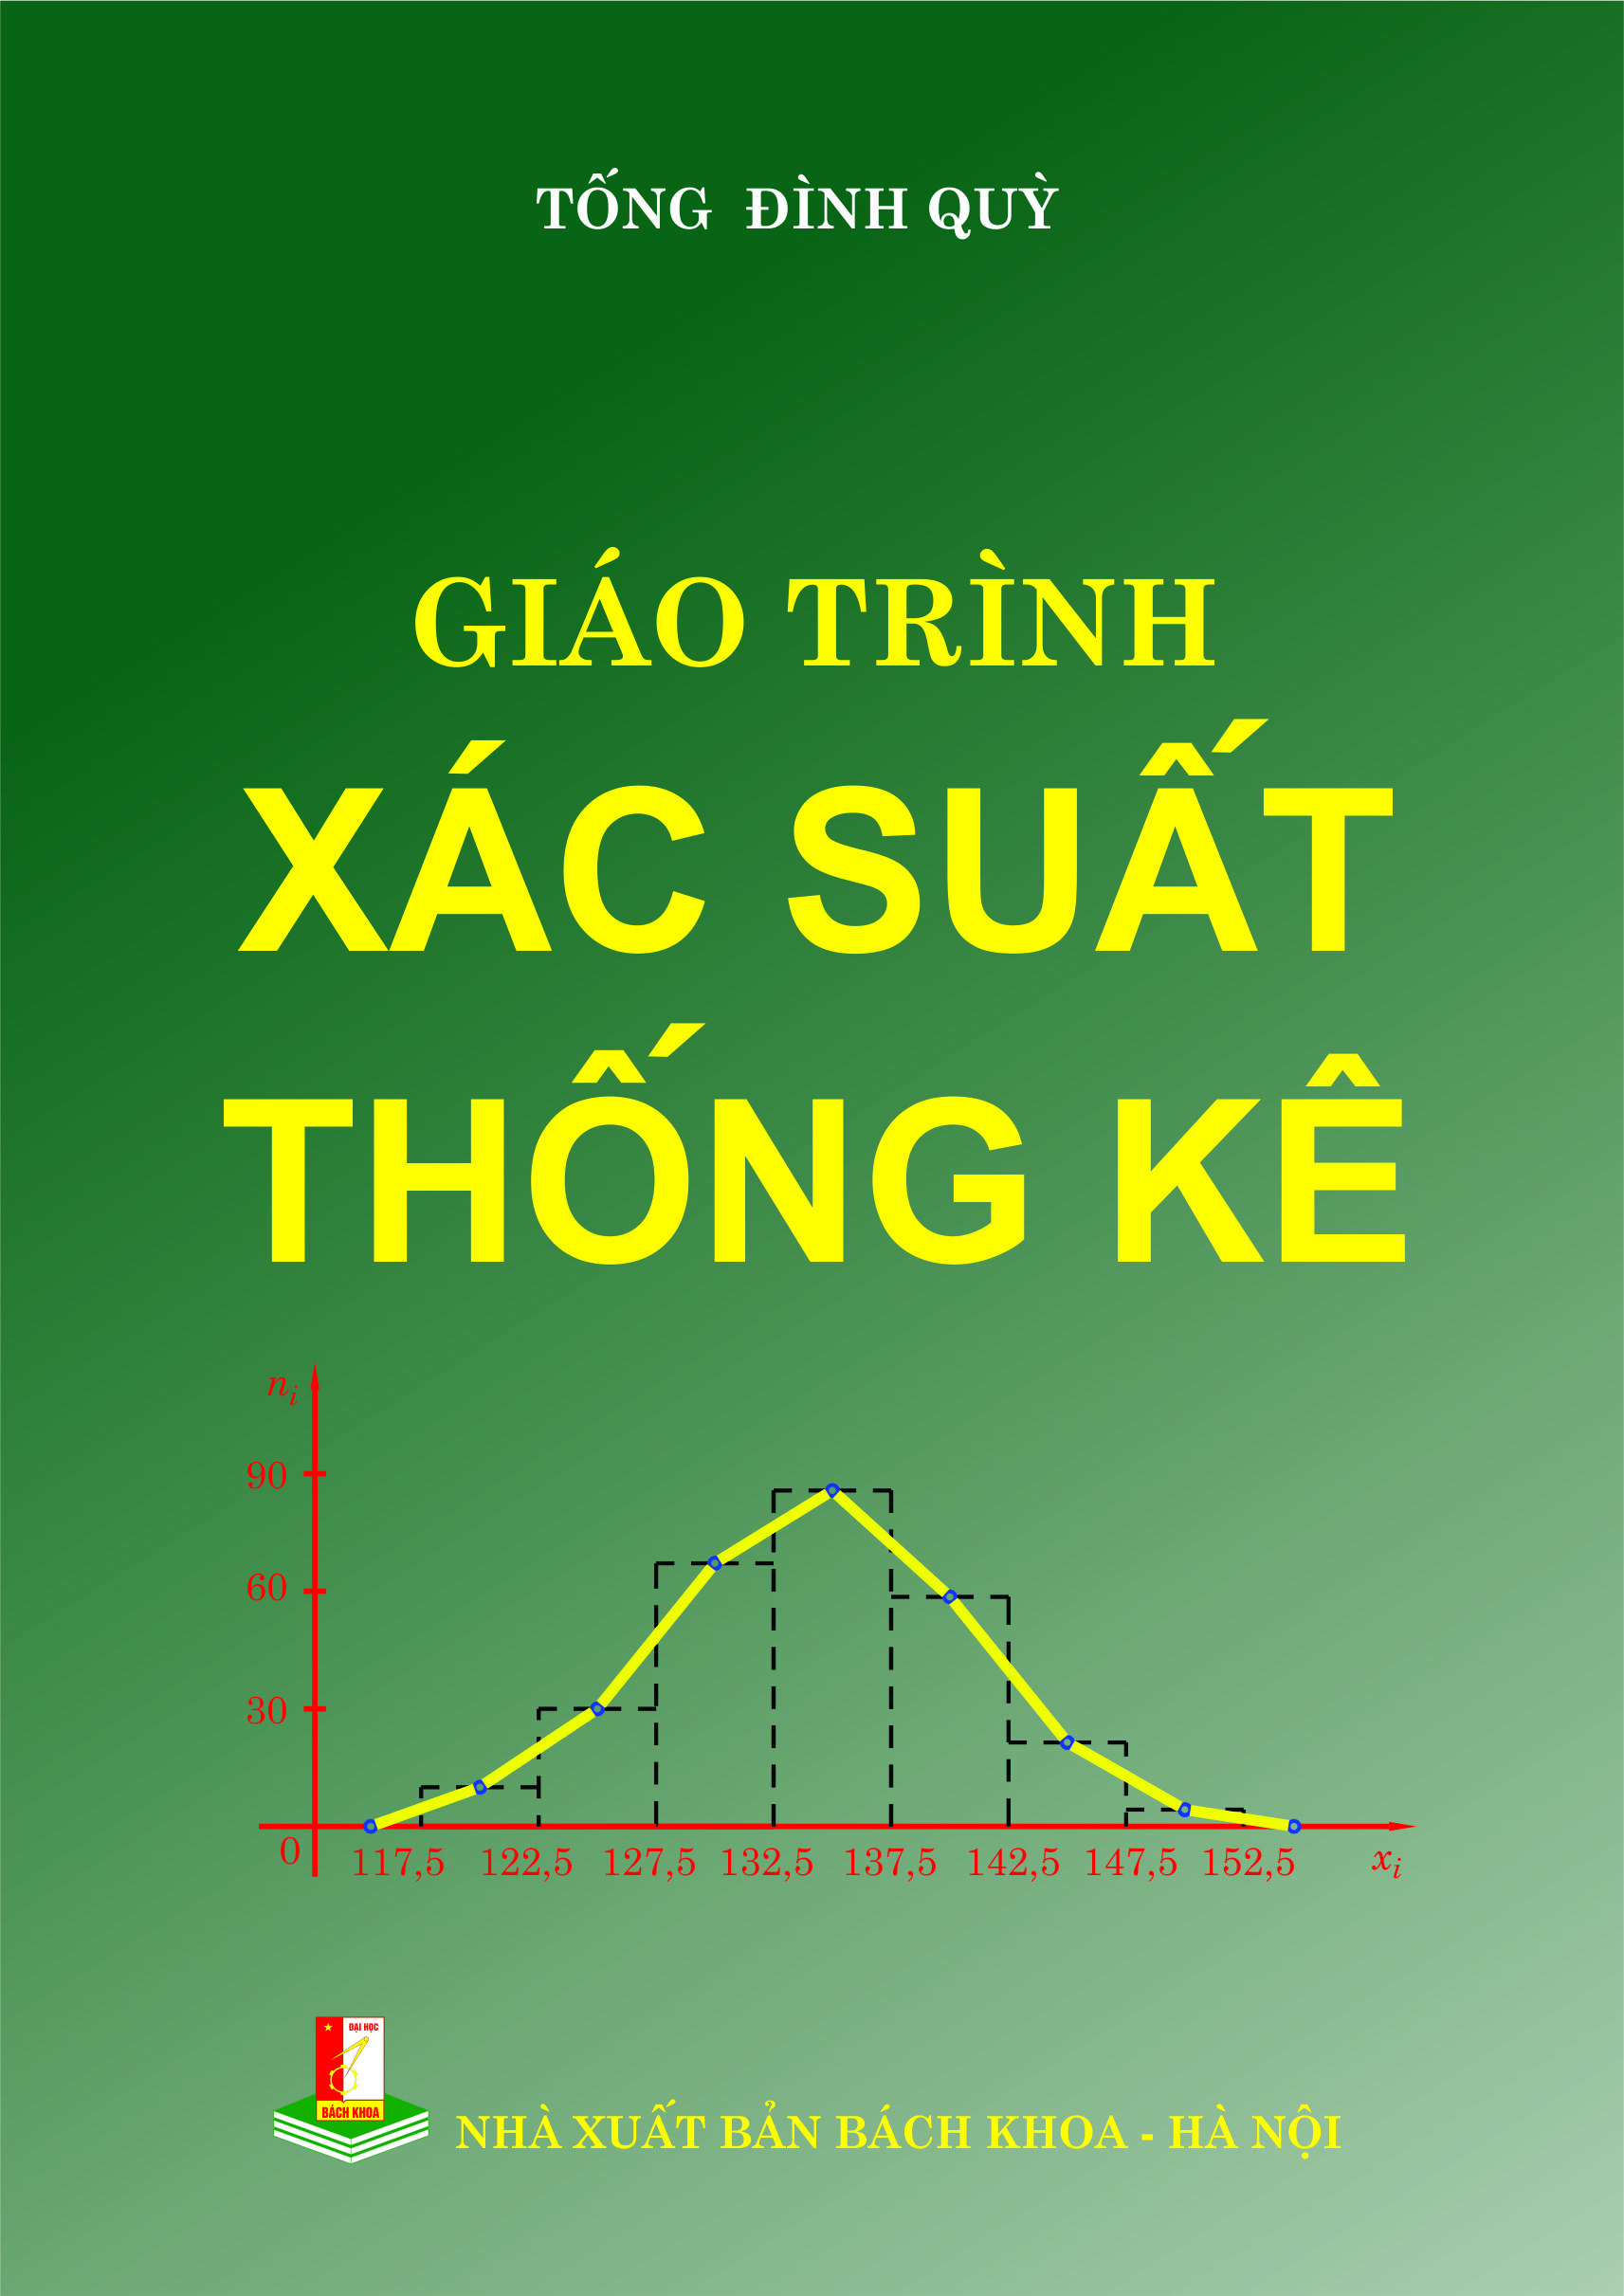 TỐNG ĐÌNH QUỲ
GIÁO TRÌNH
XÁC SUẤT
THỐNG KÊ
n_i
90
60
30
0
117,5 122,5 127,5 132,5 137,5 142,5 147,5 152,5 x_i
ĐẠI HỌC
BÁCH KHOA
NHÀ XUẤT BẢN BÁCH KHOA - HÀ NỘI